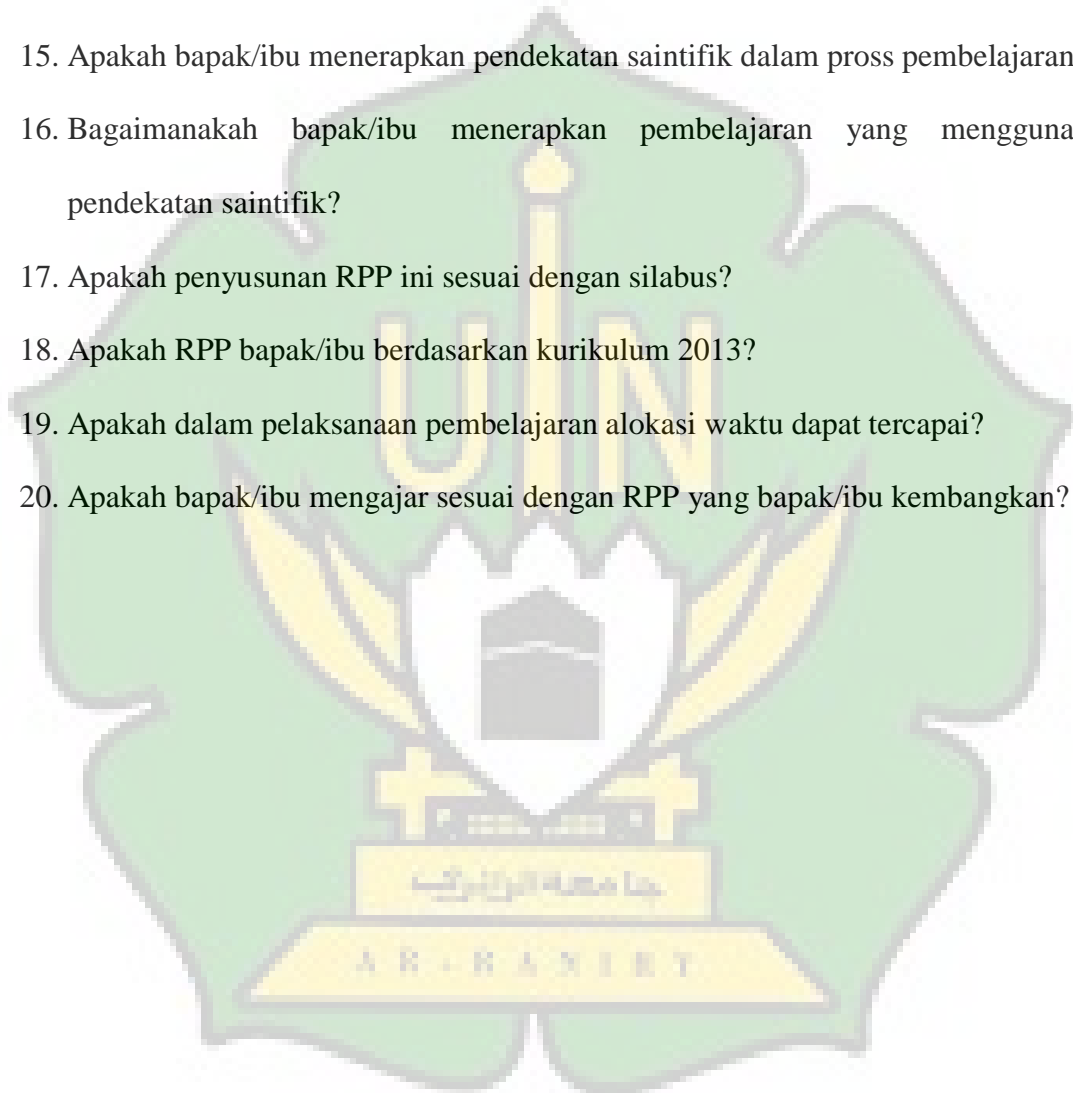 15. Apakah bapak/ibu menerapkan pendekatan saintifik dalam pross pembelajaran
16. Bagaimanakah bapak/ibu menerapkan pembelajaran yang mengguna
pendekatan saintifik?
17. Apakah penyusunan RPP ini sesuai dengan silabus?
18. Apakah RPP bapak/ibu berdasarkan kurikulum 2013?
19. Apakah dalam pelaksanaan pembelajaran alokasi waktu dapat tercapai?
20. Apakah bapak/ibu mengajar sesuai dengan RPP yang bapak/ibu kembangkan?
UIN
جامعة الرانيري
AR-RANIRY